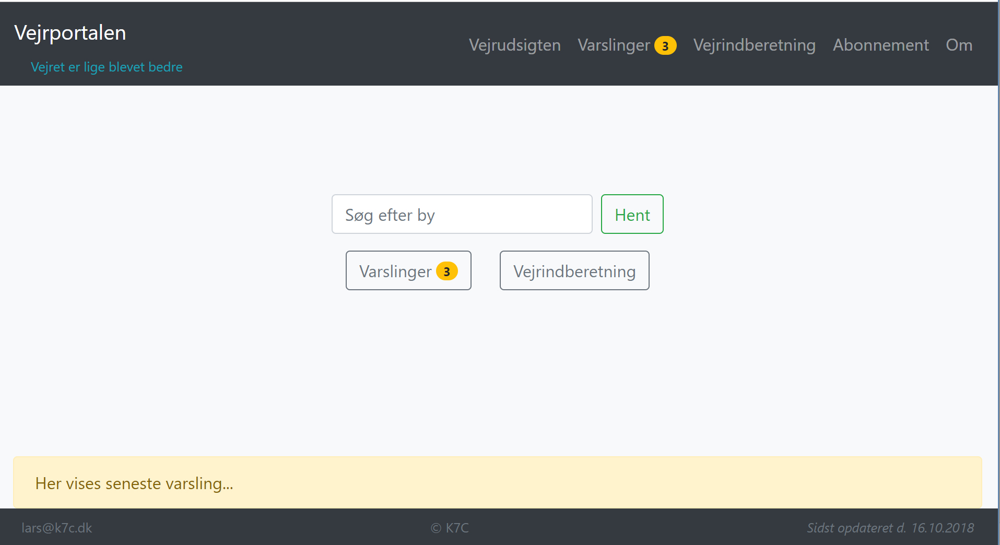 Vejrportalen
Vejret er lige blevet bedre
Vejrudsigten Varslinger 3 Vejrindberetning Abonnement Om
Søg efter by Hent
Varslinger 3 Vejrindberetning
Her vises seneste varsling...
lars@k7c.dk © K7C Sidst opdateret d. 16.10.2018